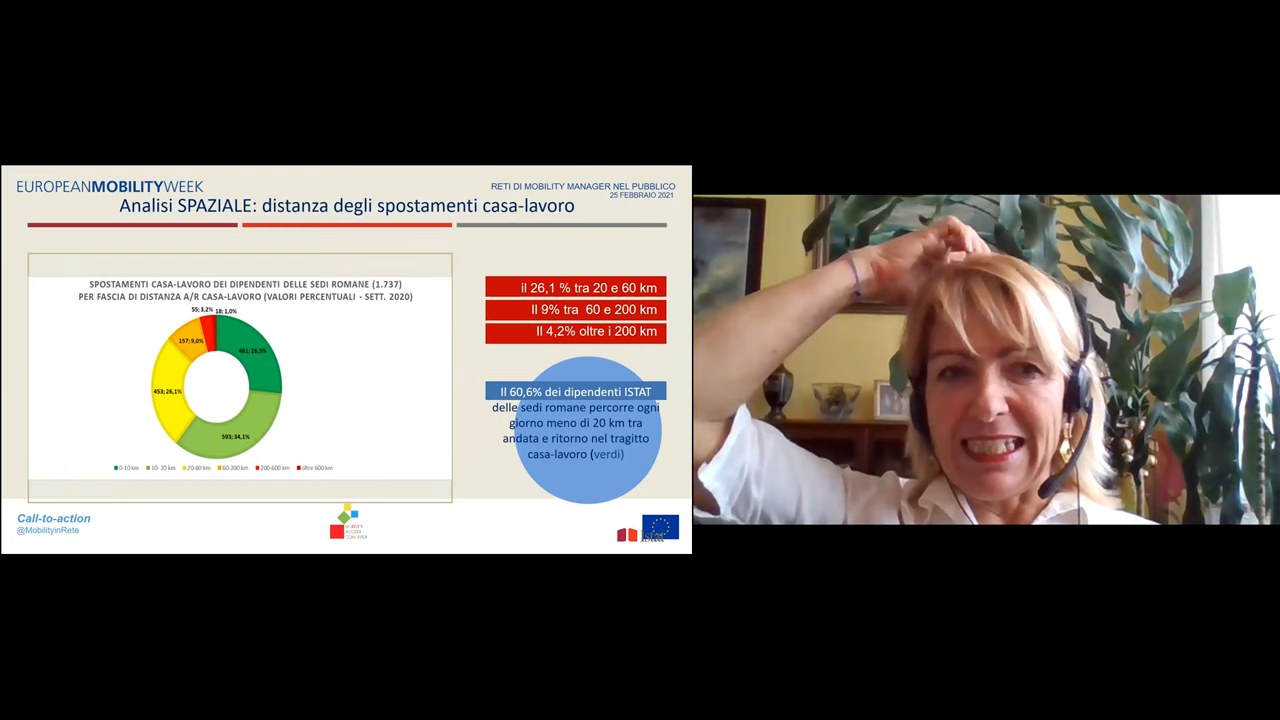 EUROPEANMOBILITYWEEK
RETI DI MOBILITY MANAGER NEL PUBBLICO
25 FEBBRAIO 2021
Analisi SPAZIALE: distanza degli spostamenti casa-lavoro
SPOSTAMENTI CASA-LAVORO DEI DIPENDENTI DELLE SEDI ROMANE (1.737)
PER FASCIA DI DISTANZA A/R CASA-LAVORO (VALORI PERCENTUALI - SETT. 2020)
55; 3,2%
18; 1,0%
157; 9,0%
461; 26,5%
453; 26,1%
593; 34,1%
0-10 km
10- 20 km
20-60 km
60-200 km
200-600 km
oltre 600 km
il 26,1 % tra 20 e 60 km
Il 9% tra 60 e 200 km
Il 4,2% oltre i 200 km
Il 60,6% dei dipendenti ISTAT
delle sedi romane percorre ogni
giorno meno di 20 km tra
andata e ritorno nel tragitto
casa-lavoro (verdi)
Call-to-action
@MobilityinRete
Istat